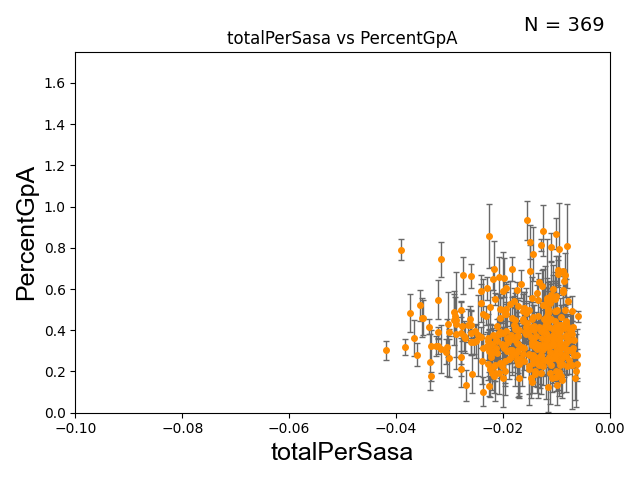 N = 369
totalPerSasa vs PercentGpA
PercentGpA
1.6
1.4
1.2
1.0
0.8
0.6
0.4
0.2
0.0
−0.10 −0.08 −0.06 −0.04 −0.02 0.00
totalPerSasa